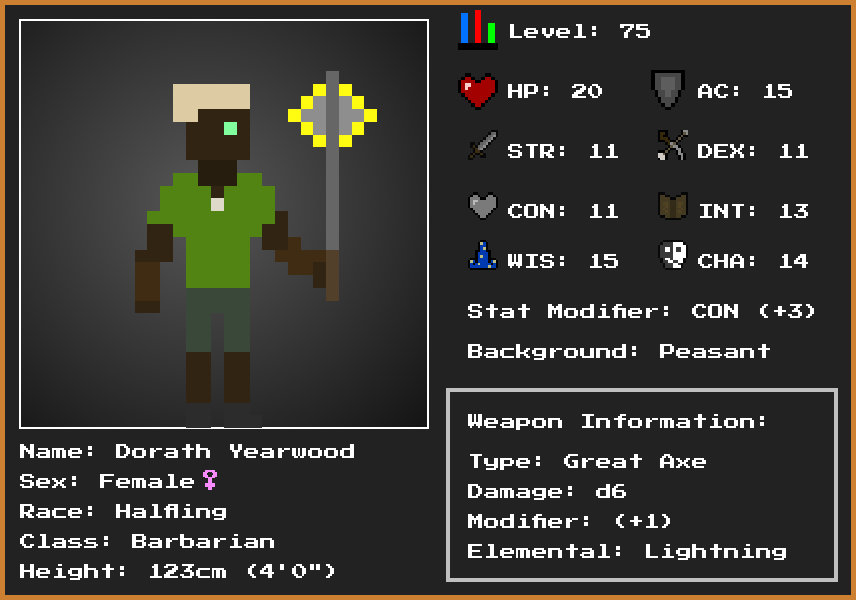 Level: 75
HP: 20
AC: 15
STR: 11
DEX: 11
CON: 11
INT: 13
WIS: 15
CHA: 14
Stat Modifier: CON (+3)
Background: Peasant
Weapon Information:
Type: Great Axe
Damage: d6
Modifier: (+1)
Elemental: Lightning
Name: Dorath Yearwood
Sex: Female♀
Race: Halfling
Class: Barbarian
Height: 123cm (4'0")